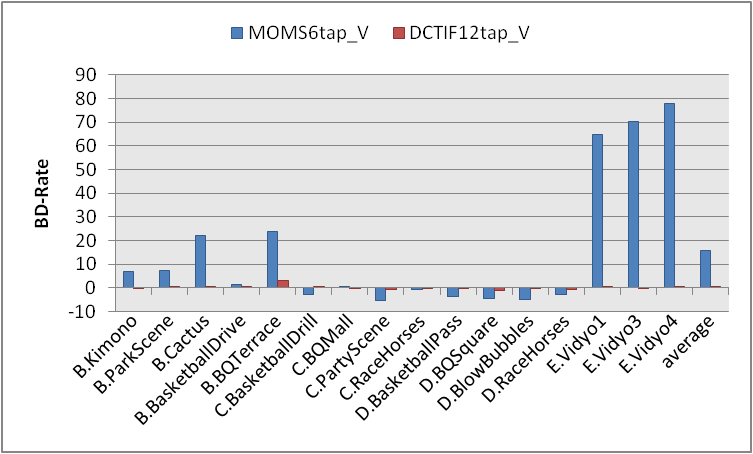 MOMS6tap_V DCTIF12tap_V
90
80
70
60
50
40
30
20
10
0
-10
BD-Rate
B.Kimono
B.ParkScene
B.Cactus
B.BasketballDrive
B.BQTerrace
C.BasketballDrill
C.BQMall
C.PartyScene
C.RaceHorses
D.BasketballPass
D.BQSquare
D.BlowBubbles
D.RaceHorses
E.Vidyo1
E.Vidyo3
E.Vidyo4
average